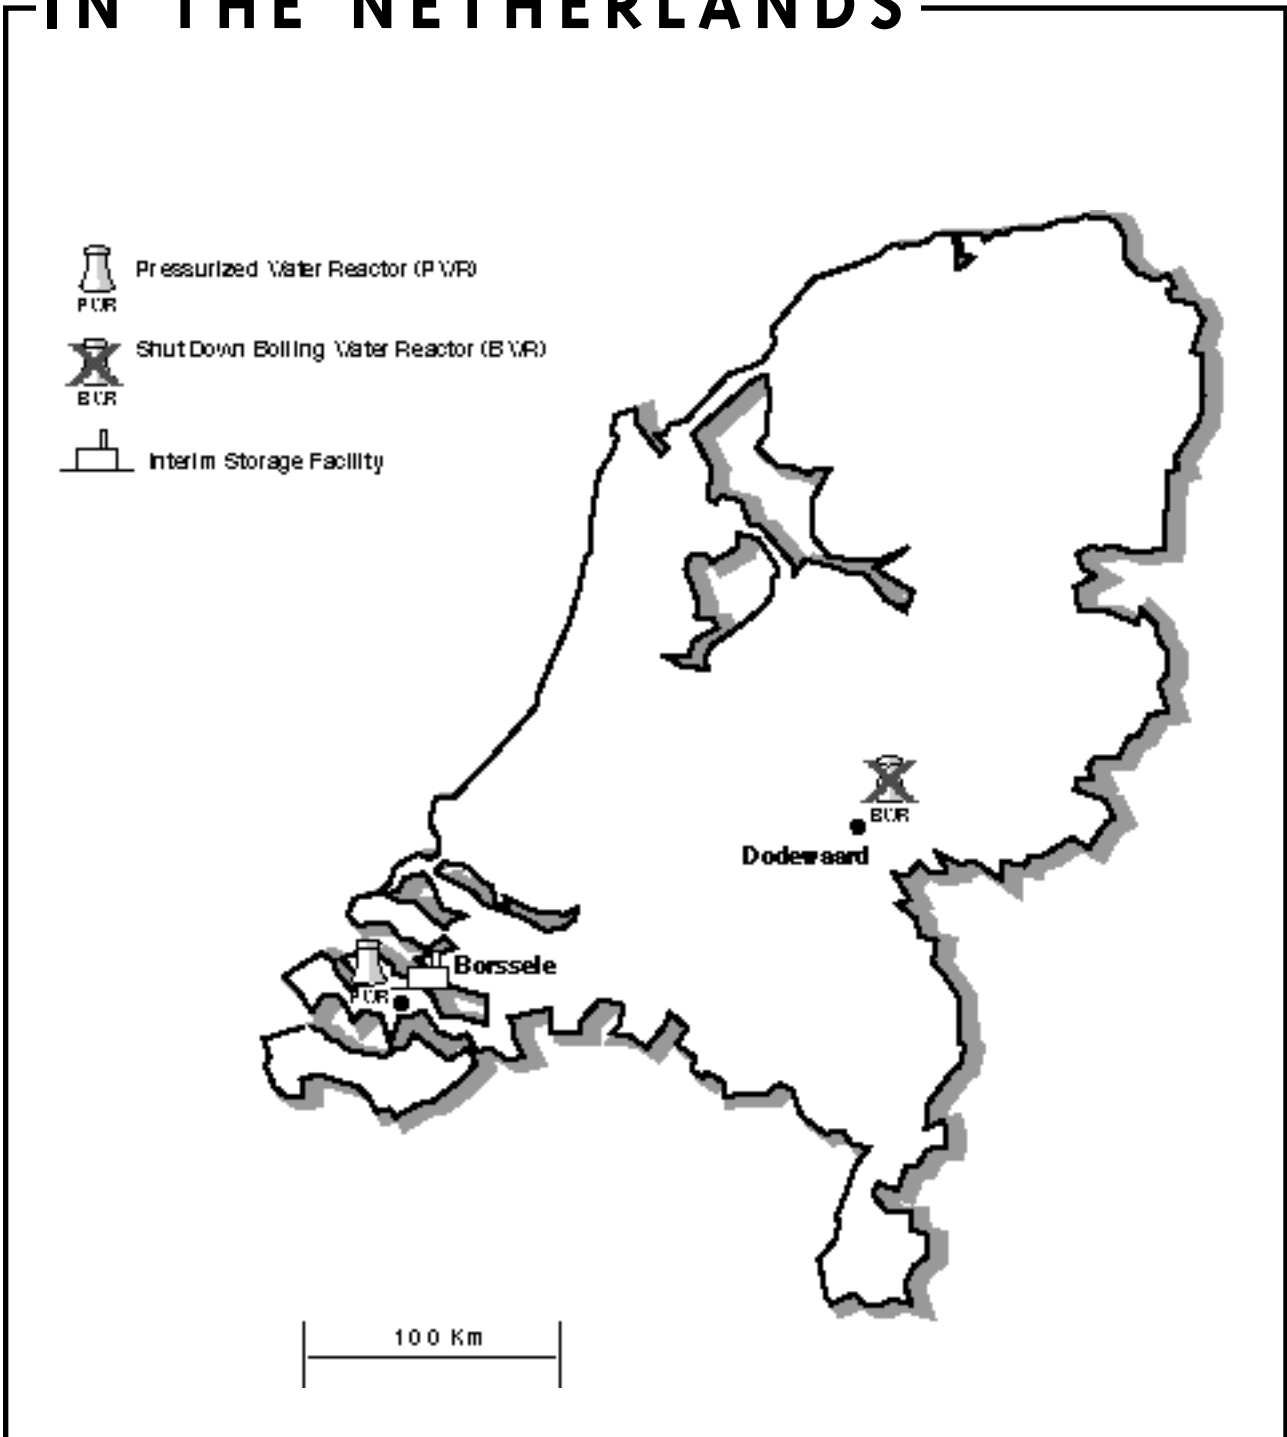 IN THE NETHERLANDS
Pressurized Water Reactor (PWR)
PWR
Shut Down Boiling Water Reactor (BWR)
BWR
Interim Storage Facility
BWR
Dodewaard
Borssele
PWR
100 Km